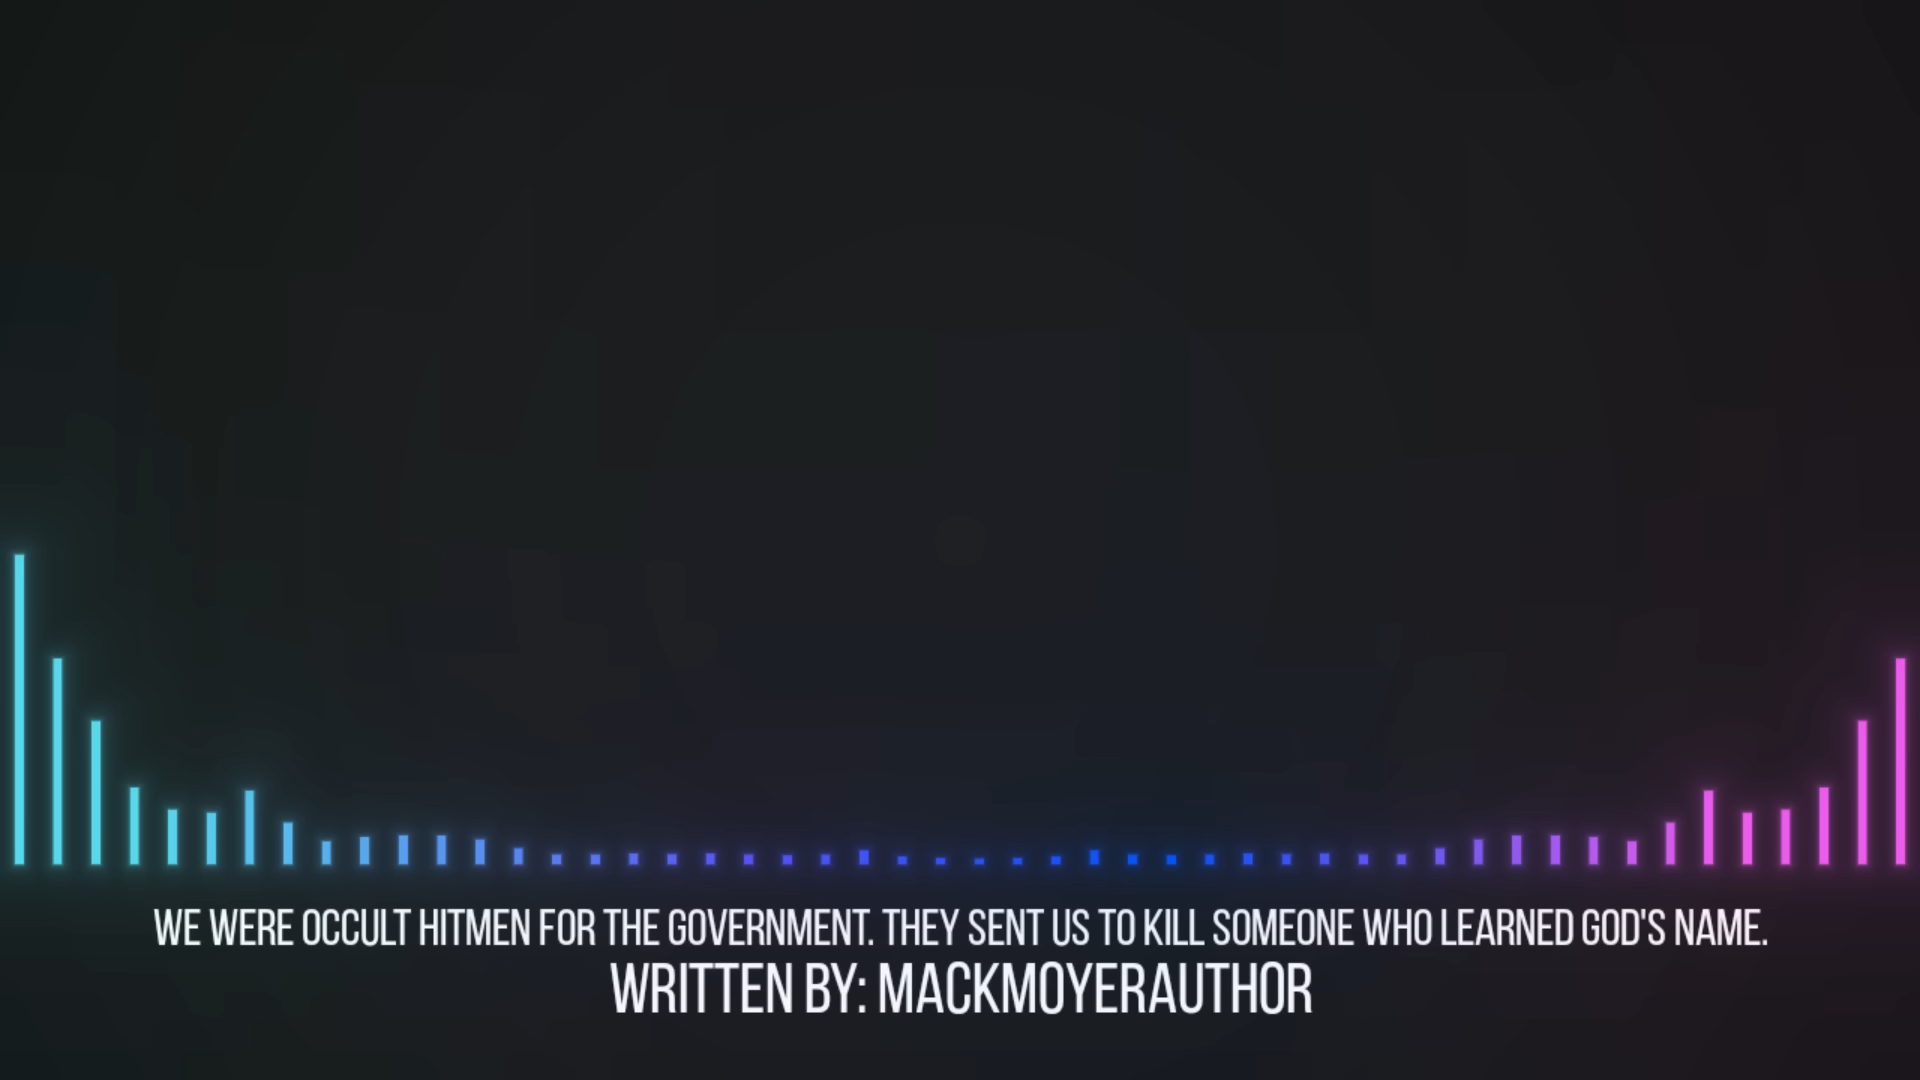 WE WERE OCCULT HITMEN FOR THE GOVERNMENT. THEY SENT US TO KILL SOMEONE WHO LEARNED GOD'S NAME.
WRITTEN BY: MACKMOYERAUTHOR